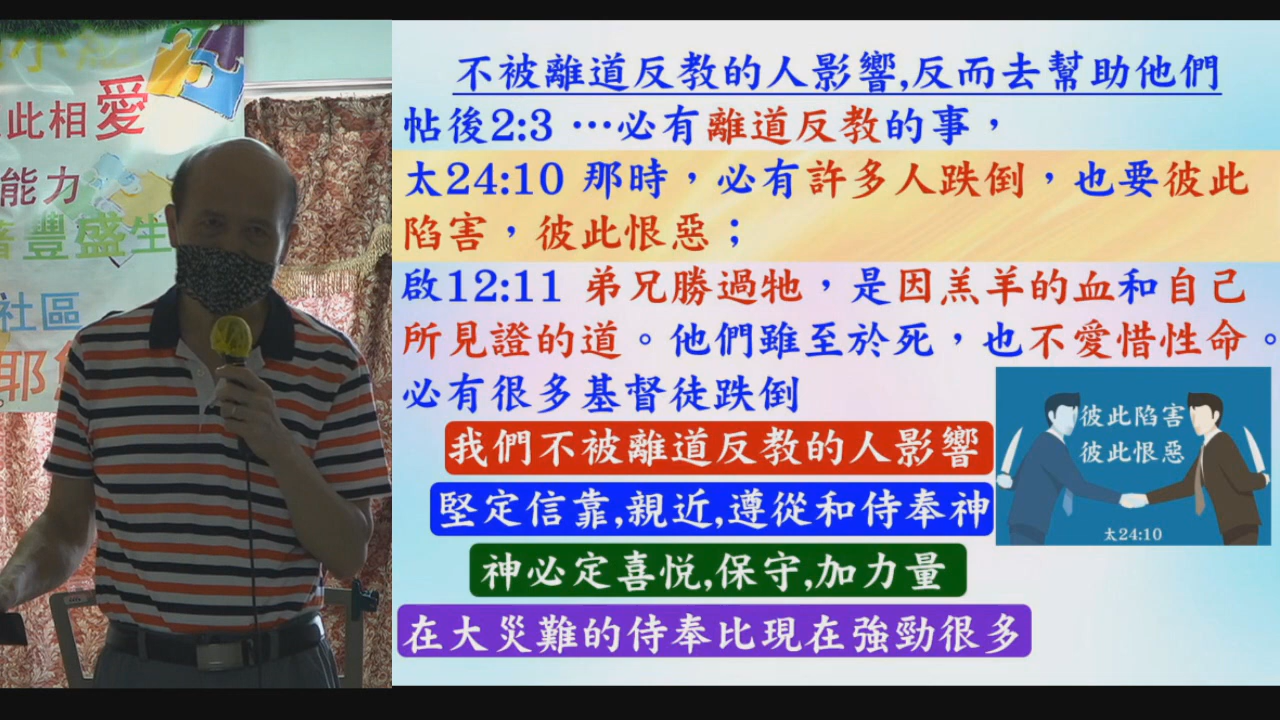 此相愛
能力
豐盛生
社區
耶
不被離道反教的人影響,反而去幫助他們
帖後2:3 …必有離道反教的事，
太24:10 那時，必有許多人跌倒，也要彼此
陷害，彼此恨惡；
啟12:11 弟兄勝過牠，是因羔羊的血和自己
所見證的道。他們雖至於死，也不愛惜性命。
必有很多基督徒跌倒
我們不被離道反教的人影響
堅定信靠,親近,遵從和侍奉神
神必定喜悅,保守,加力量
在大災難的侍奉比現在強勁很多
彼此陷害
彼此恨惡
太24:10